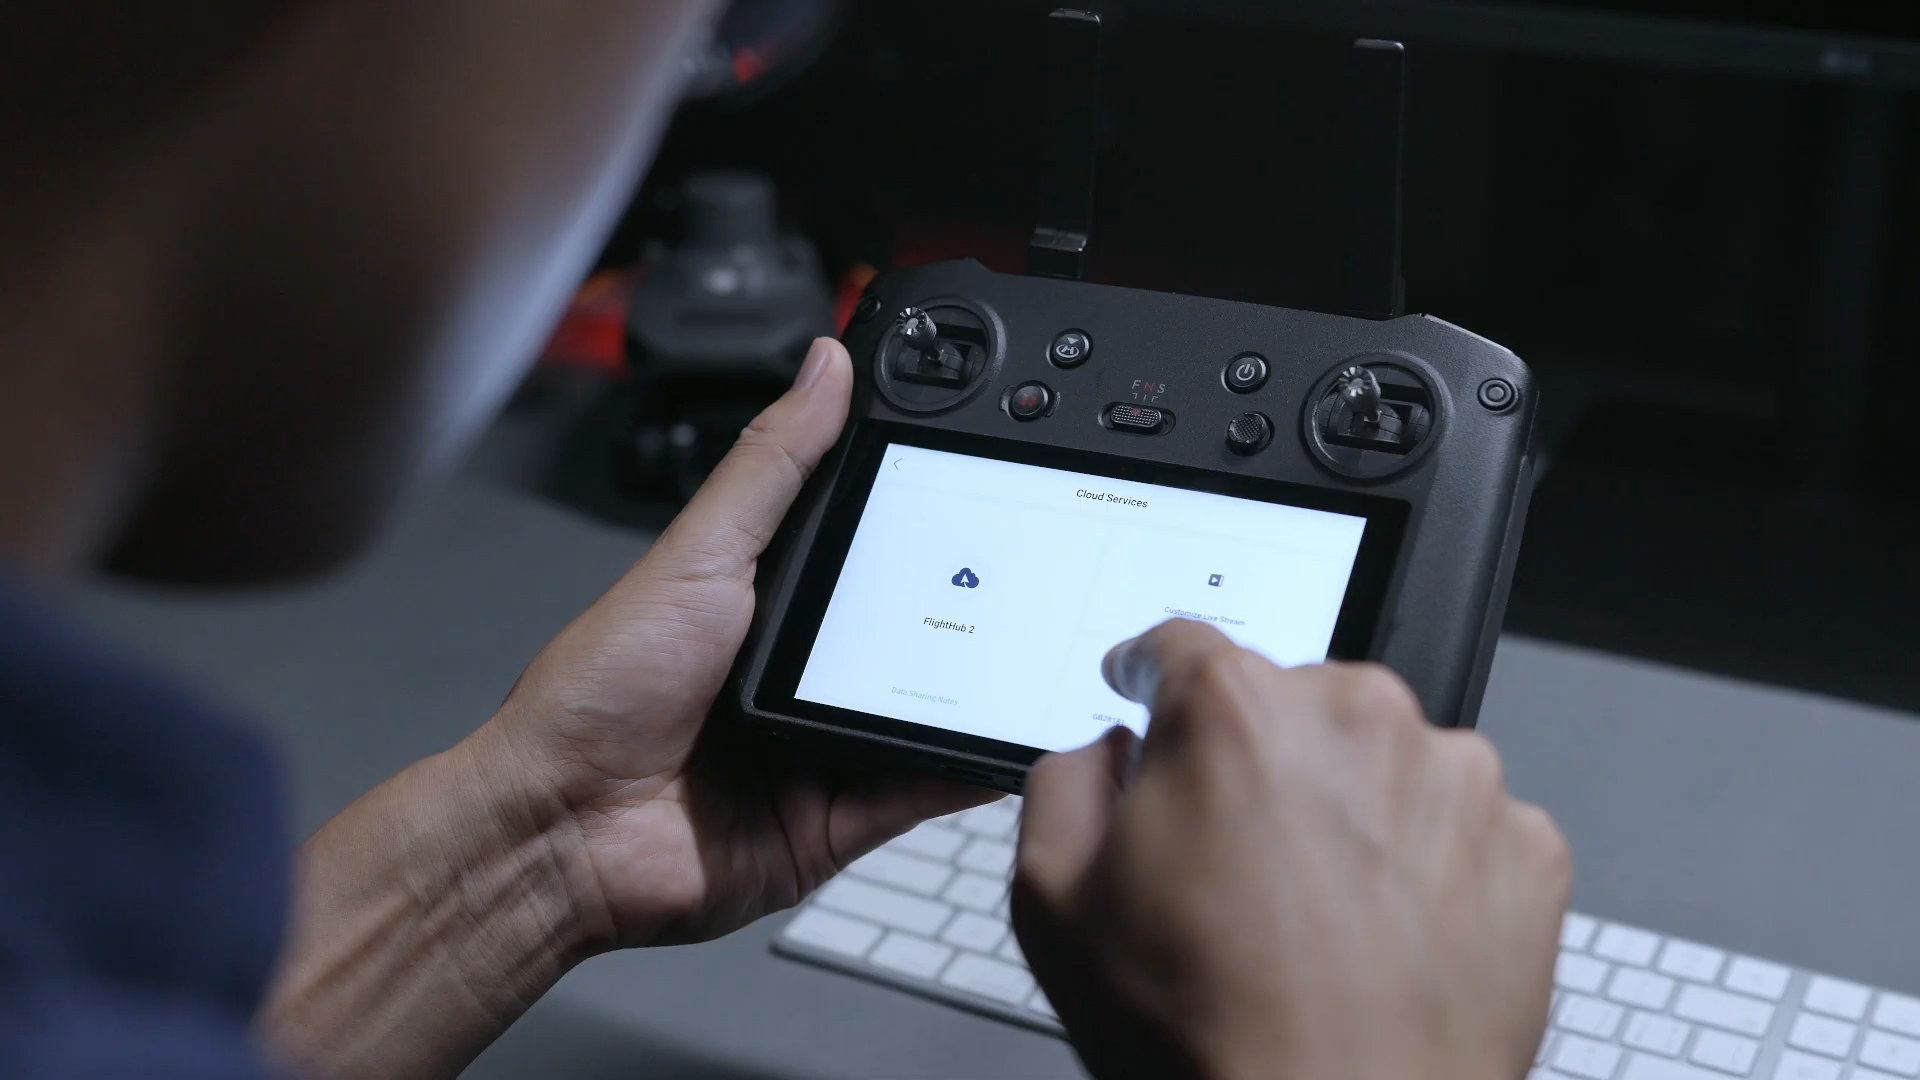 F N S
Cloud Services
FlightHub 2
Customize Live Stream
Data Sharing Notes